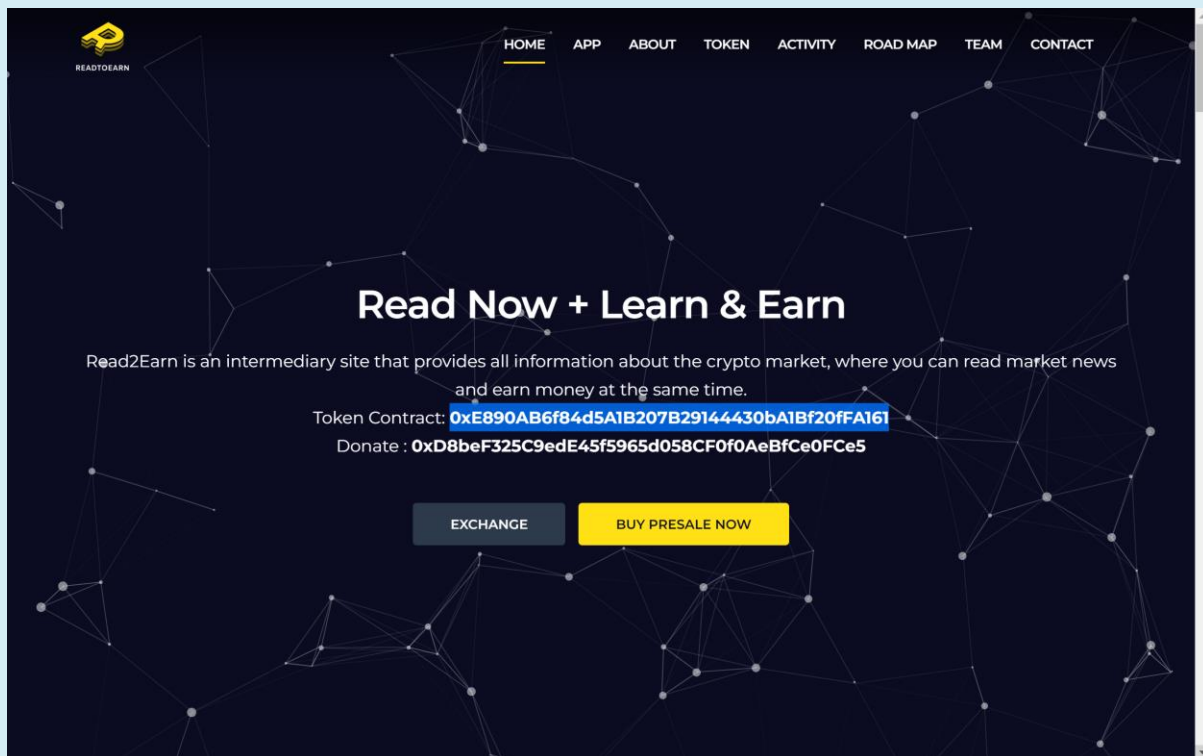 READTOEARN
HOME APP ABOUT TOKEN ACTIVITY ROAD MAP TEAM CONTACT
Read Now + Learn & Earn
Read2Earn is an intermediary site that provides all information about the crypto market, where you can read market news
and earn money at the same time.
Token Contract: 0xE890AB6f84d5A1B207B29144430bA1Bf20fFA161
Donate : 0xD8beF325C9edE45f5965d058CF0f0AeBfCe0FCe5
EXCHANGE BUY PRESALE NOW